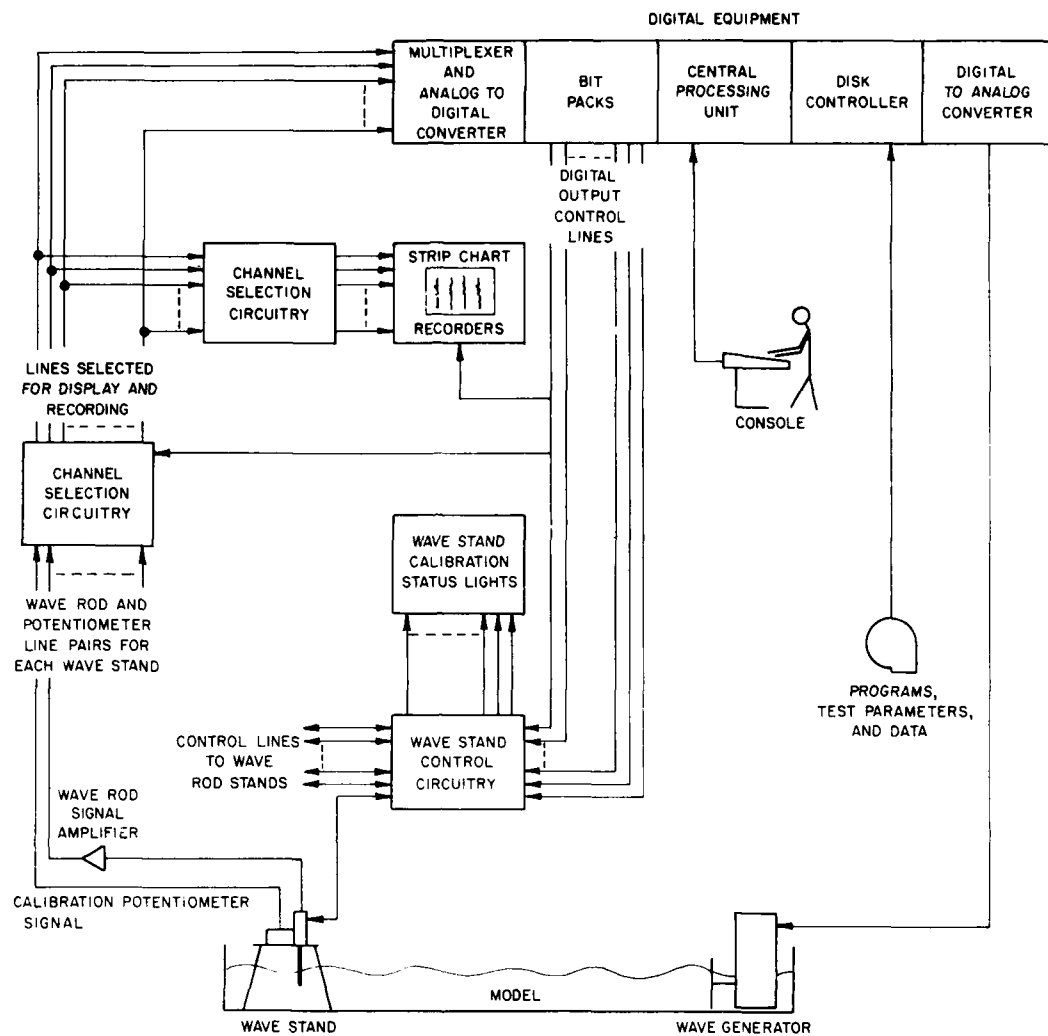 DIGITAL EQUIPMENT
MULTIPLEXER
AND
ANALOG TO
DIGITAL
CONVERTER
BIT
PACKS
CENTRAL
PROCESSING
UNIT
DISK
CONTROLLER
DIGITAL
TO ANALOG
CONVERTER
DIGITAL
OUTPUT
CONTROL
LINES
CHANNEL
SELECTION
CIRCUITRY
STRIP CHART
RECORDERS
LINES SELECTED
FOR DISPLAY AND
RECORDING
CONSOLE
CHANNEL
SELECTION
CIRCUITRY
WAVE STAND
CALIBRATION
STATUS LIGHTS
WAVE ROD AND
POTENTIOMETER
LINE PAIRS FOR
EACH WAVE STAND
PROGRAMS,
TEST PARAMETERS,
AND DATA
CONTROL LINES
TO WAVE
ROD STANDS
WAVE STAND
CONTROL
CIRCUITRY
WAVE ROD
SIGNAL
AMPLIFIER
CALIBRATION POTENTIOMETER
SIGNAL
MODEL
WAVE STAND
WAVE GENERATOR